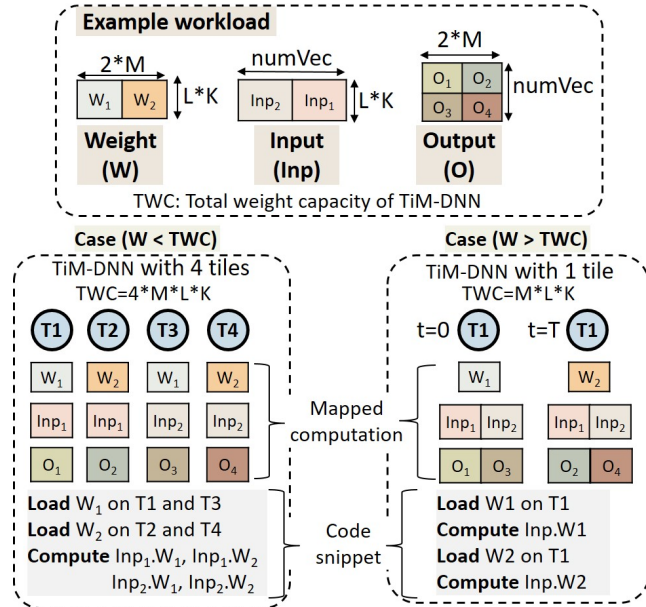 Example workload
2*M
numVec
2*M
W₁ W₂
L*K
Inp₂ Inp₁
L*K
O₁ O₂
O₃ O₄
numVec
Weight
(W)
Input
(Inp)
Output
(O)
TWC: Total weight capacity of TiM-DNN
Case (W < TWC)
TiM-DNN with 4 tiles
TWC=4*M*L*K
T1 T2 T3 T4
W₁ W₂ W₁ W₂
Inp₁ Inp₁ Inp₂ Inp₂
O₁ O₂ O₃ O₄
Load W₁ on T1 and T3
Load W₂ on T2 and T4
Compute Inp₁.W₁, Inp₁.W₂
Inp₂.W₁, Inp₂.W₂
Mapped
computation
Code
snippet
Case (W > TWC)
TiM-DNN with 1 tile
TWC=M*L*K
t=0 T1 t=T T1
W₁ W₂
Inp₁ Inp₂ Inp₁ Inp₂
O₁ O₃ O₂ O₄
Load W1 on T1
Compute Inp.W1
Load W2 on T1
Compute Inp.W2